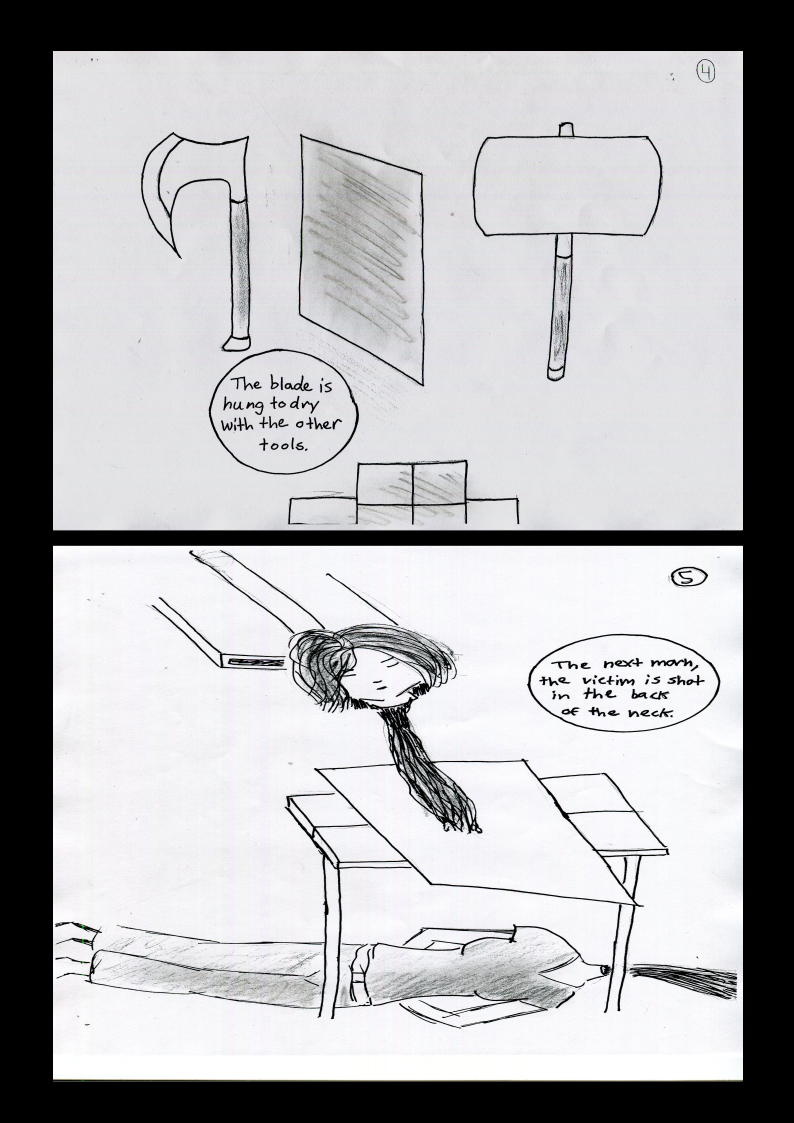 4
The blade is
hung to dry
with the other
tools.
5
The next morn,
the victim is shot
in the back
of the neck.